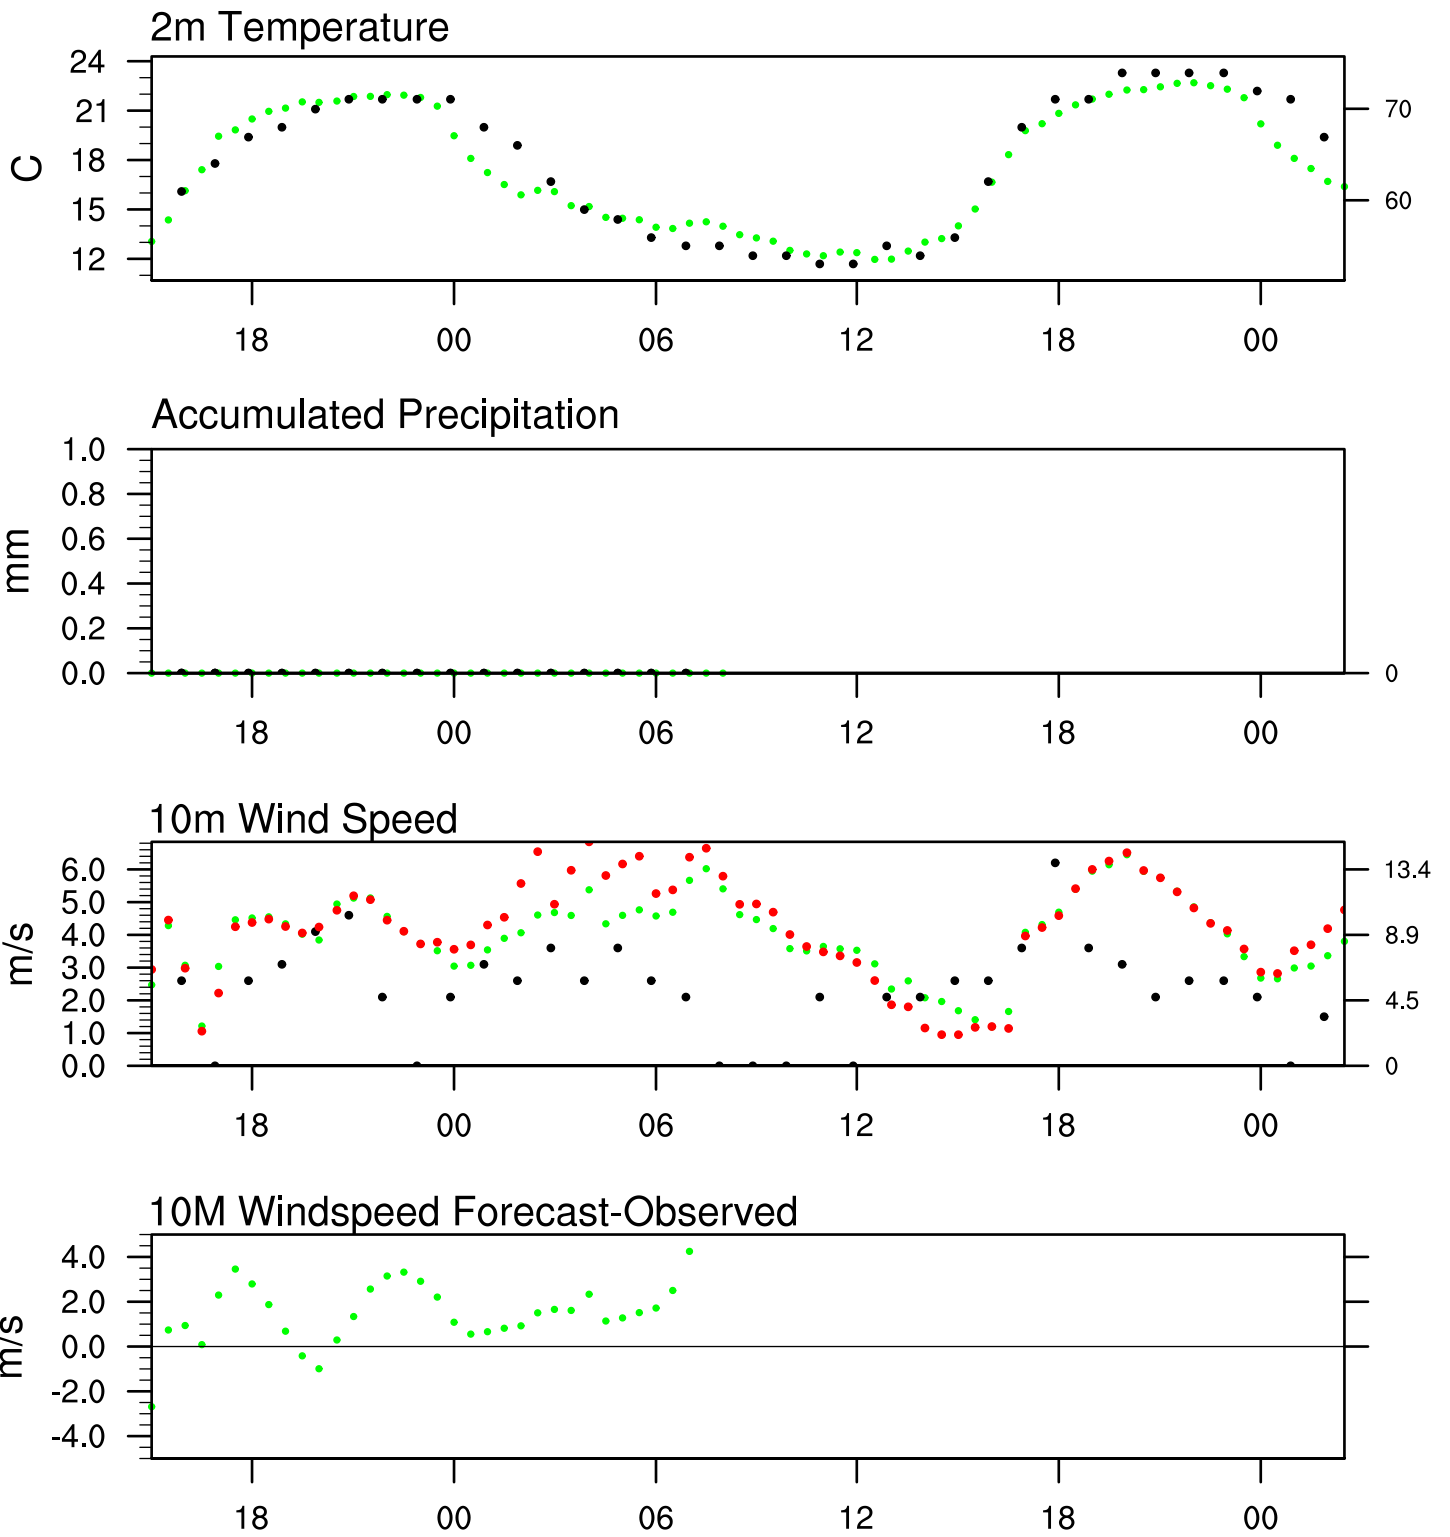 2m Temperature
24
21
18
15
12
C
70
60
18 00 06 12 18 00
Accumulated Precipitation
1.0
0.8
0.6
0.4
0.2
0.0
mm
0
18 00 06 12 18 00
10m Wind Speed
6.0
5.0
4.0
3.0
2.0
1.0
0.0
m/s
13.4
8.9
4.5
0
18 00 06 12 18 00
10M Windspeed Forecast-Observed
4.0
2.0
0.0
-2.0
-4.0
m/s
18 00 06 12 18 00